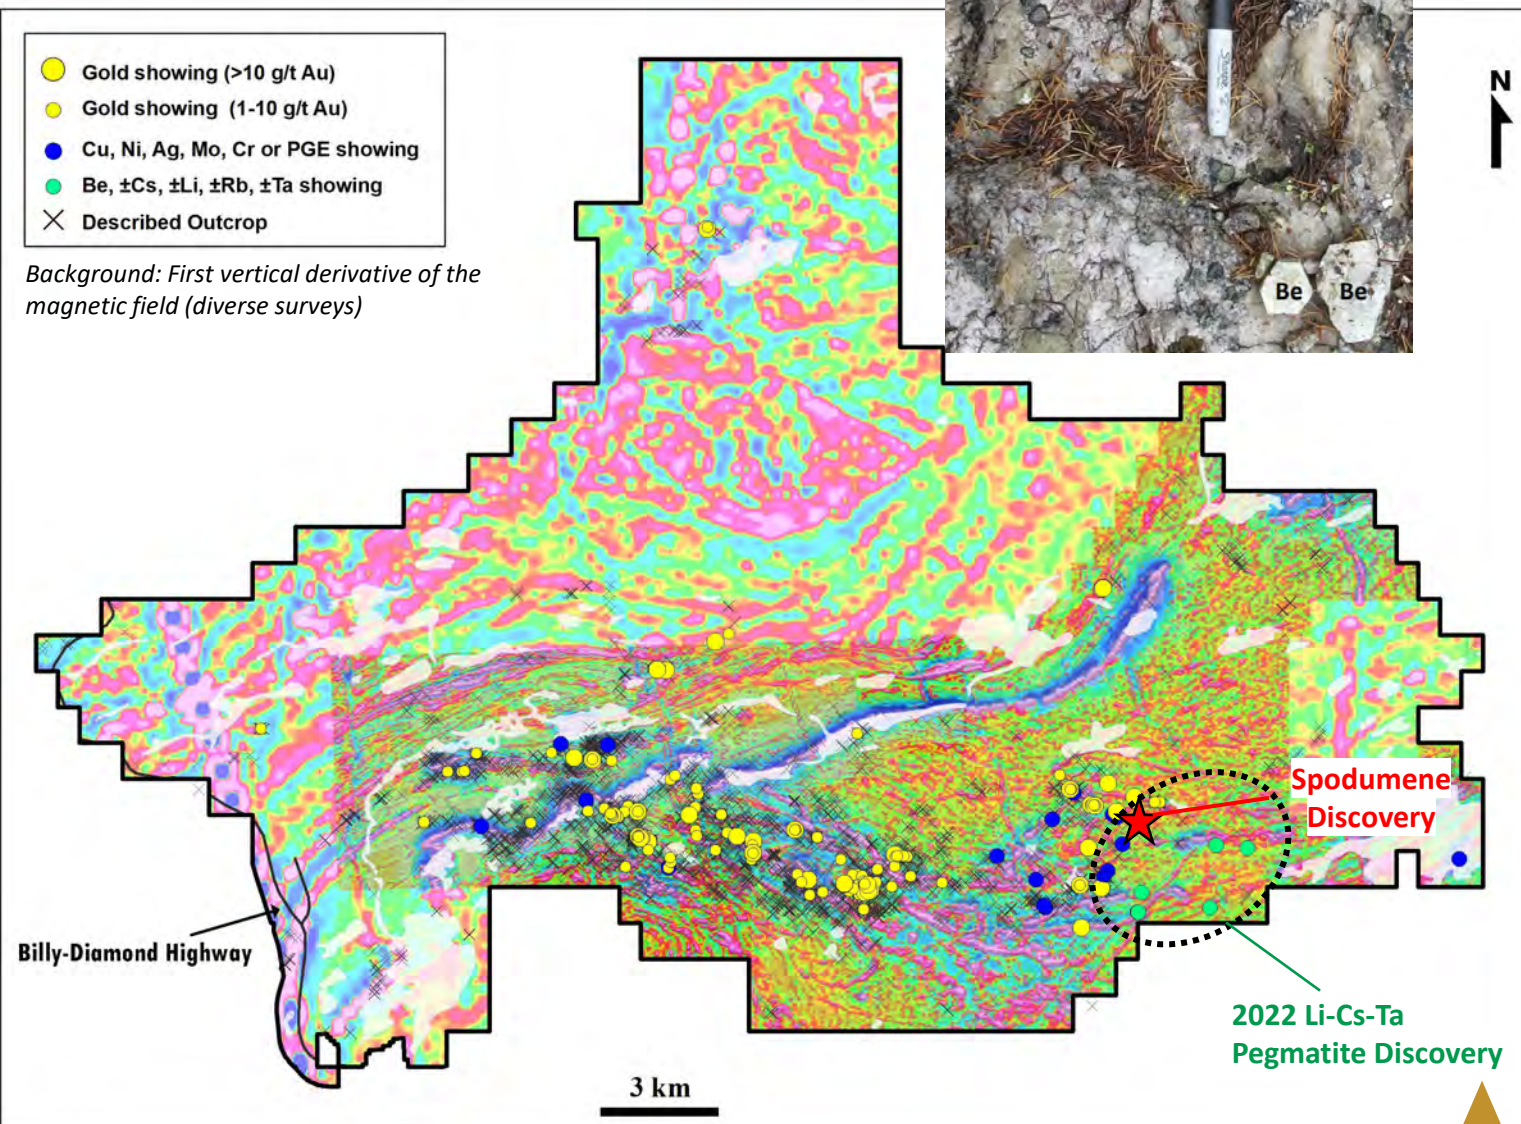 Gold showing (>10 g/t Au)
Gold showing (1-10 g/t Au)
Cu, Ni, Ag, Mo, Cr or PGE showing
Be, ±Cs, ±Li, ±Rb, ±Ta showing
Described Outcrop
Background: First vertical derivative of the
magnetic field (diverse surveys)
Sharpie
Be Be
N
Spodumene
Discovery
Billy-Diamond Highway
2022 Li-Cs-Ta
Pegmatite Discovery
3 km